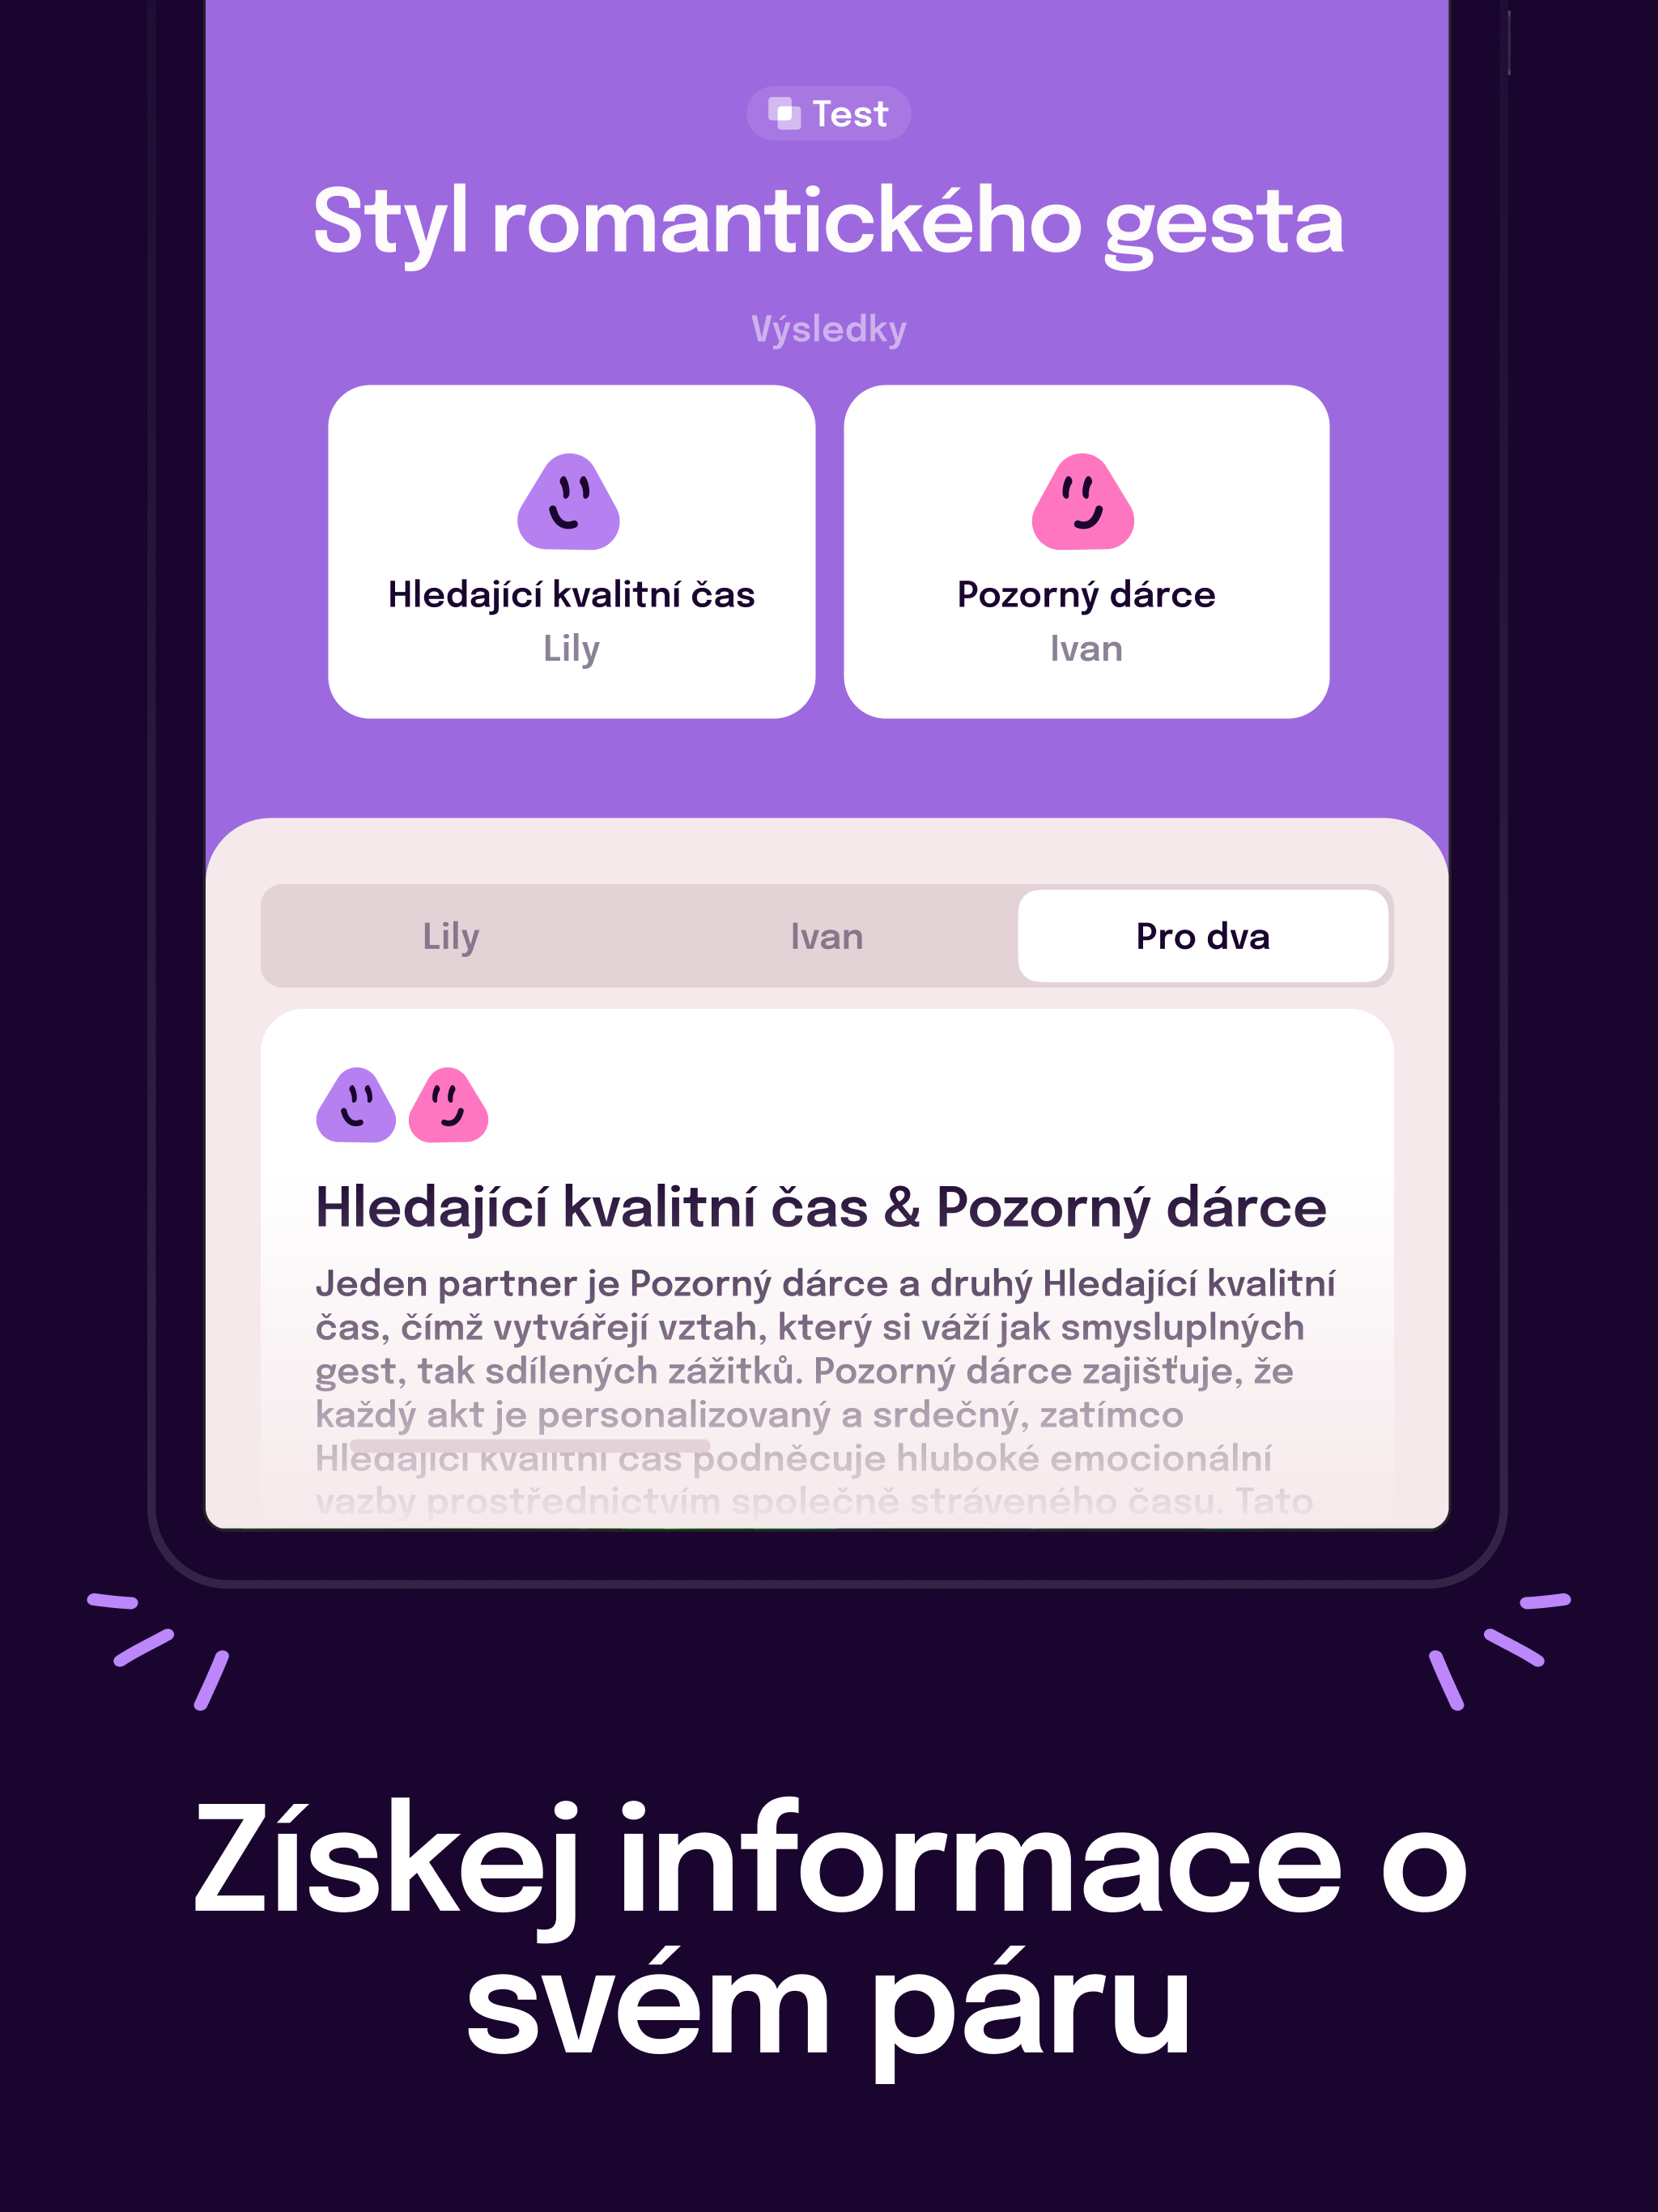 Test
Styl romantického gesta
Výsledky
Hledající kvalitní čas
Lily
Pozorný dárce
Ivan
Lily
Ivan
Pro dva
Hledající kvalitní čas & Pozorný dárce
Jeden partner je Pozorný dárce a druhý Hledající kvalitní
čas, čímž vytvářejí vztah, který si váží jak smysluplných
gest, tak sdílených zážitků. Pozorný dárce zajišťuje, že
každý akt je personalizovaný a srdečný, zatímco
Hledající kvalitní čas podněcuje hluboké emocionální
vazby prostřednictvím společně stráveného času. Tato
Získej informace o
svém páru